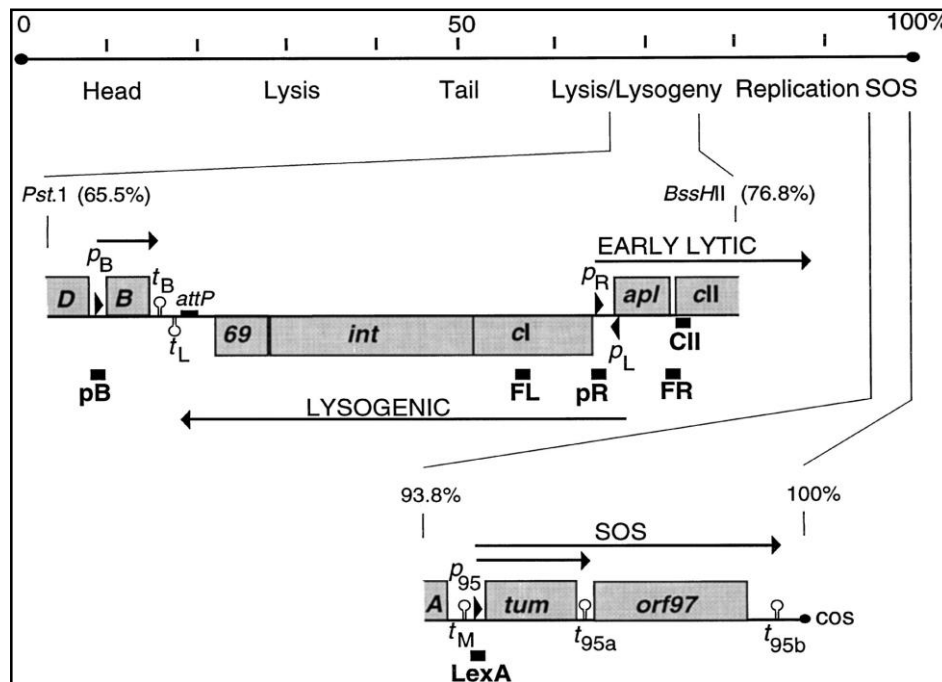 0 50 100%
Head Lysis Tail Lysis/Lysogeny Replication SOS
Pst.1 (65.5%) BssHII (76.8%)
EARLY LYTIC
pB tB attP pR
D B apl cII
tL 69 int cI pL CII
pB FL pR FR
LYSOGENIC
93.8% 100%
SOS
p95
A tum orf97 cos
tM t95a t95b
LexA